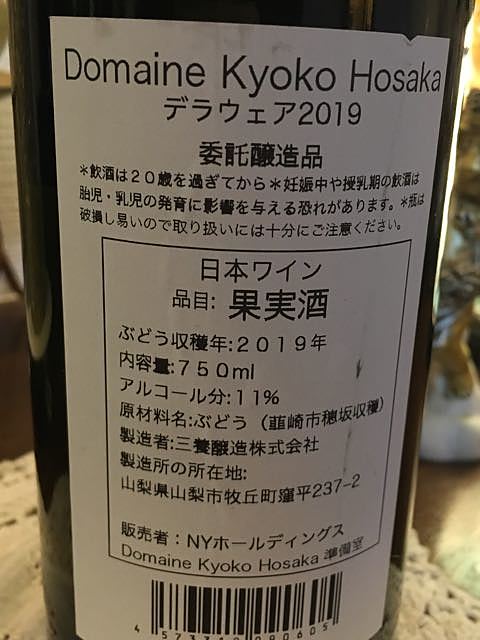 Domaine Kyoko Hosaka
デラウェア2019
委託醸造品
＊飲酒は２０歳を過ぎてから＊妊娠中や授乳期の飲酒は
胎児・乳児の発育に影響を与える恐れがあります。＊瓶は
破損し易いので取り扱いには十分にご注意ください。
日本ワイン
品目: 果実酒
ぶどう収穫年:２０１９年
内容量:７５０ml
アルコール分:１１%
原材料名:ぶどう（韮崎市穂坂収穫）
製造者:三養醸造株式会社
製造所の所在地:
山梨県山梨市牧丘町窪平237-2
販売者：NYホールディングス
Domaine Kyoko Hosaka 準備室